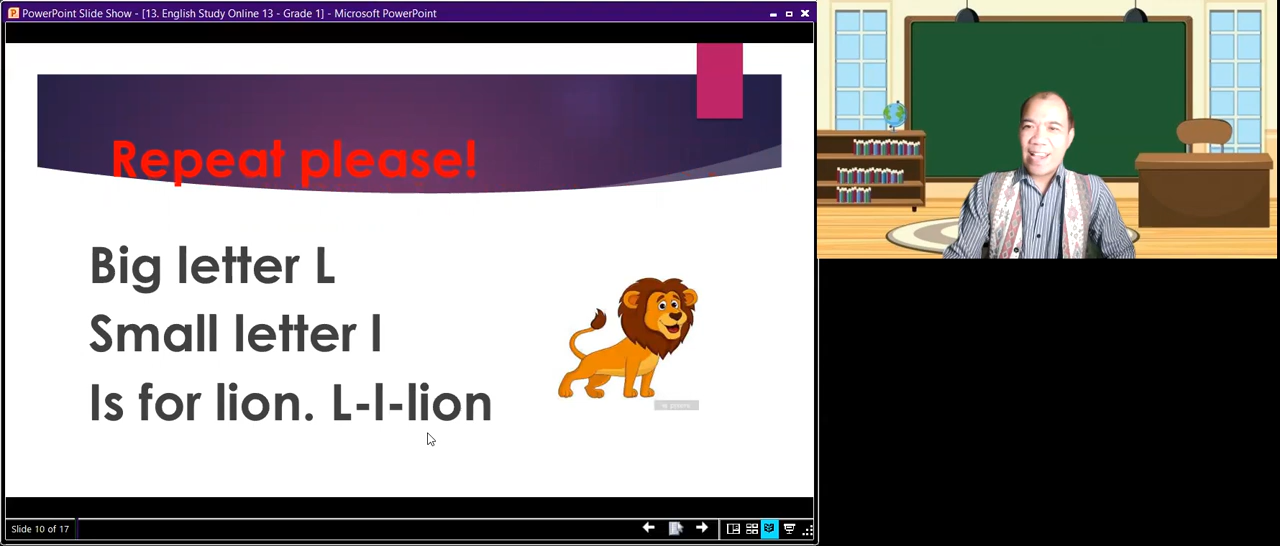 PowerPoint Slide Show - [13. English Study Online 13 - Grade 1] - Microsoft PowerPoint
Repeat please!
Big letter L
Small letter l
Is for lion. L-l-lion
Slide 10 of 17